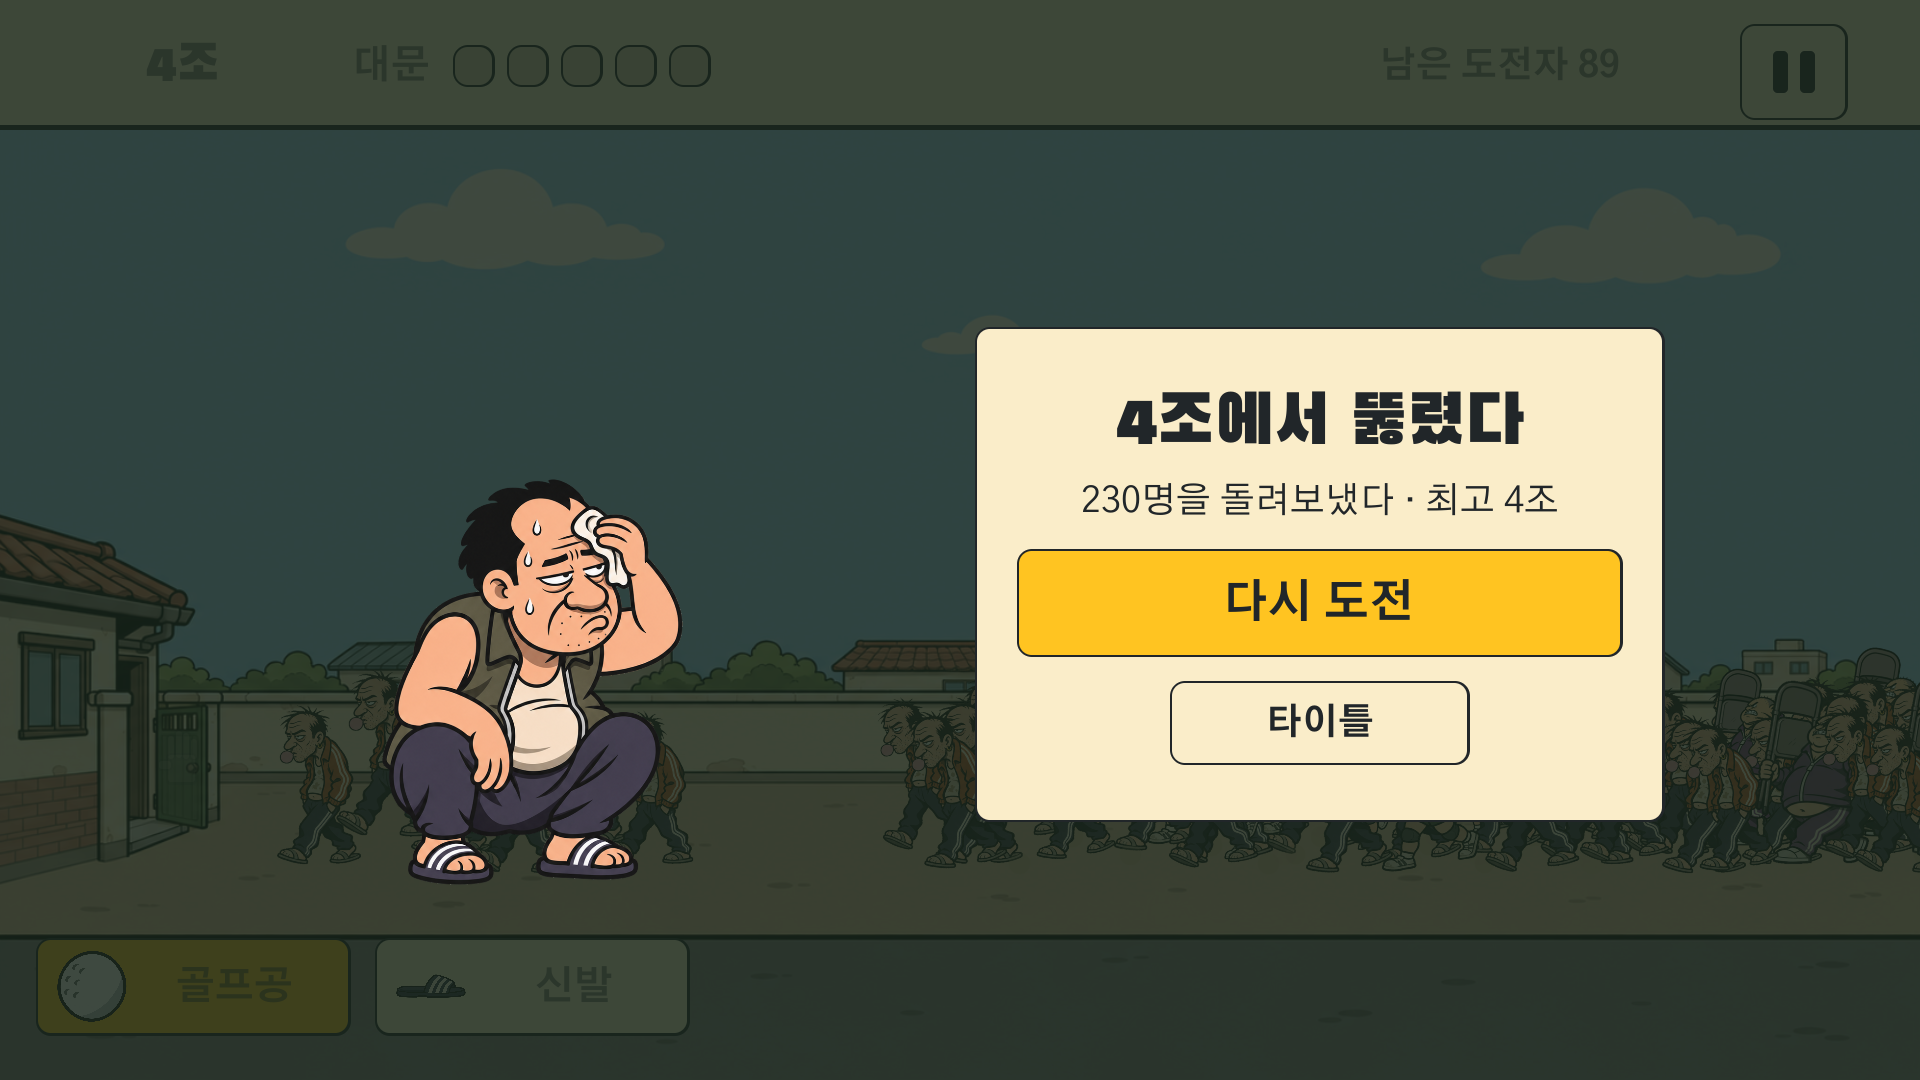 4조
대문
남은 도전자 89
4조에서 뚫렸다
230명을 돌려보냈다 · 최고 4조
다시 도전
타이틀
골프공
신발